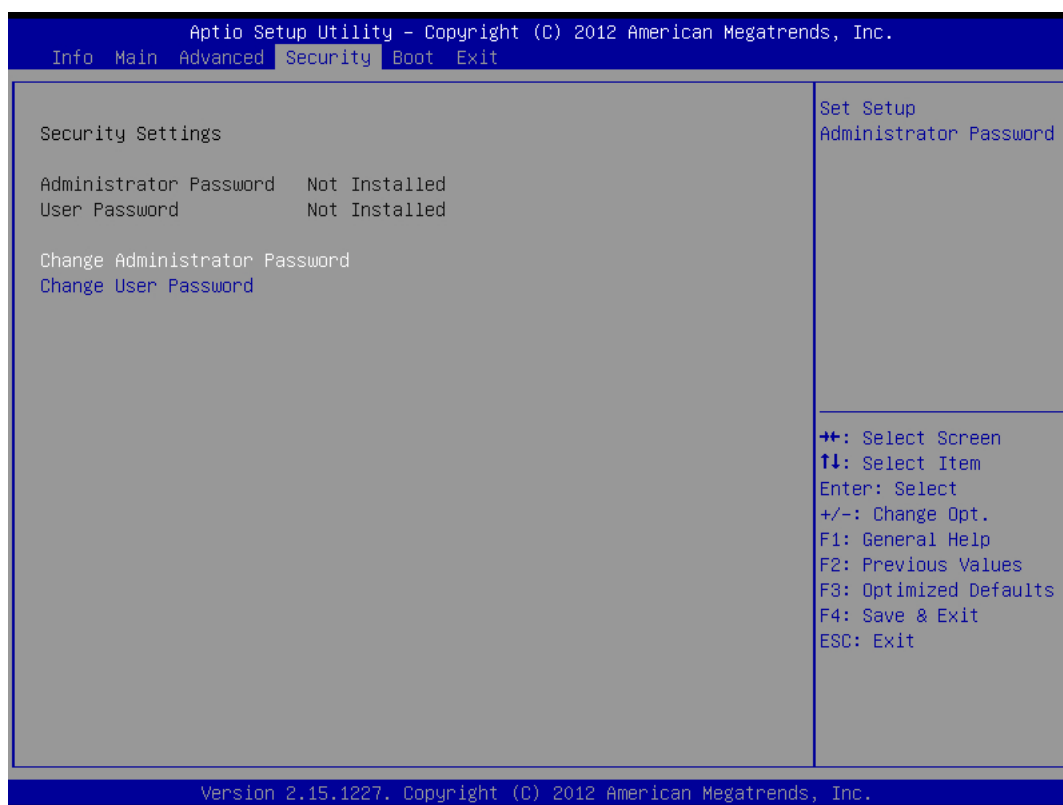 Aptio Setup Utility – Copyright (C) 2012 American Megatrends, Inc.
Info Main Advanced Security Boot Exit
Security Settings
Administrator Password Not Installed
User Password Not Installed
Change Administrator Password
Change User Password
Set Setup
Administrator Password
→←: Select Screen
↑↓: Select Item
Enter: Select
+/-: Change Opt.
F1: General Help
F2: Previous Values
F3: Optimized Defaults
F4: Save & Exit
ESC: Exit
Version 2.15.1227. Copyright (C) 2012 American Megatrends, Inc.